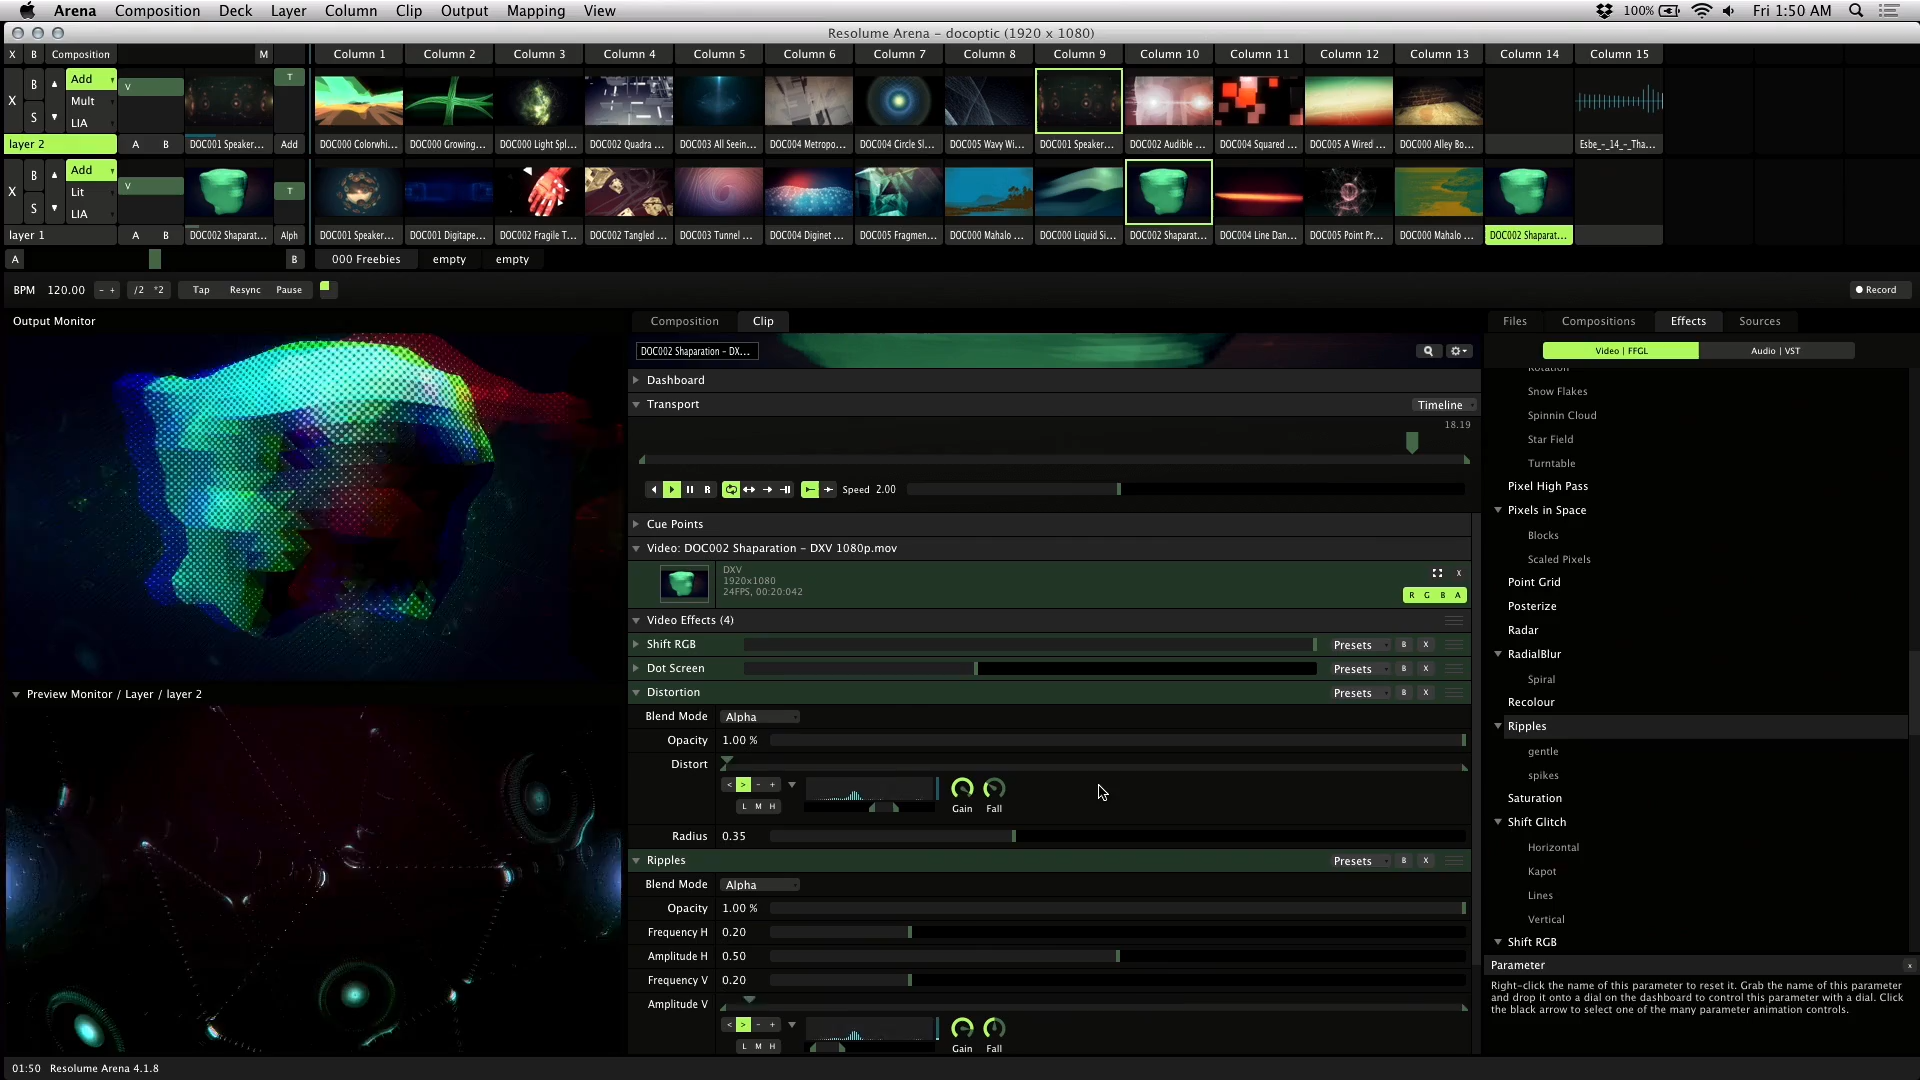 Arena Composition Deck Layer Column Clip Output Mapping View 100% Fri 1:50 AM
Resolume Arena - docoptic (1920 x 1080)
X B Composition M Column 1 Column 2 Column 3 Column 4 Column 5 Column 6 Column 7 Column 8 Column 9 Column 10 Column 11 Column 12 Column 13 Column 14 Column 15
B Add V T
X Mult
S LIA
layer 2 A B DOC001 Speaker... Add DOC000 Colorwhi... DOC000 Growing... DOC000 Light Spl... DOC002 Quadra ... DOC003 All Seein... DOC004 Metropo... DOC004 Circle Sl... DOC005 Wavy Wi... DOC001 Speaker... DOC002 Audible ... DOC004 Squared ... DOC005 A Wired ... DOC000 Alley Bo... Esbe_-_14_-_Tha...
B Add V T
X Lit
S LIA
layer 1 A B DOC002 Shaparat... Alph DOC001 Speaker... DOC001 Digitape... DOC002 Fragile T... DOC002 Tangled ... DOC003 Tunnel ... DOC004 Diginet ... DOC005 Fragmen... DOC000 Mahalo ... DOC000 Liquid Si... DOC002 Shaparat... DOC004 Line Dan... DOC005 Point Pr... DOC000 Mahalo ... DOC002 Shaparat...
A B 000 Freebies empty empty
BPM 120.00 - + /2 *2 Tap Resync Pause Record
Output Monitor
Preview Monitor / Layer / layer 2
Composition Clip
DOC002 Shaparation - DX...
Dashboard
Transport Timeline
18.19
R Speed 2.00
Cue Points
Video: DOC002 Shaparation - DXV 1080p.mov
DXV
1920x1080
24FPS, 00:20:042
X
R G B A
Video Effects (4)
Shift RGB Presets B X
Dot Screen Presets B X
Distortion Presets B X
Blend Mode Alpha
Opacity 1.00 %
Distort
< > - +
L M H Gain Fall
Radius 0.35
Ripples Presets B X
Blend Mode Alpha
Opacity 1.00 %
Frequency H 0.20
Amplitude H 0.50
Frequency V 0.20
Amplitude V
< > - +
L M H Gain Fall
Files Compositions Effects Sources
Video | FFGL Audio | VST
Rotation
Snow Flakes
Spinnin Cloud
Star Field
Turntable
Pixel High Pass
Pixels in Space
Blocks
Scaled Pixels
Point Grid
Posterize
Radar
RadialBlur
Spiral
Recolour
Ripples
gentle
spikes
Saturation
Shift Glitch
Horizontal
Kapot
Lines
Vertical
Shift RGB
Parameter x
Right-click the name of this parameter to reset it. Grab the name of this parameter
and drop it onto a dial on the dashboard to control this parameter with a dial. Click
the black arrow to select one of the many parameter animation controls.
01:50 Resolume Arena 4.1.8